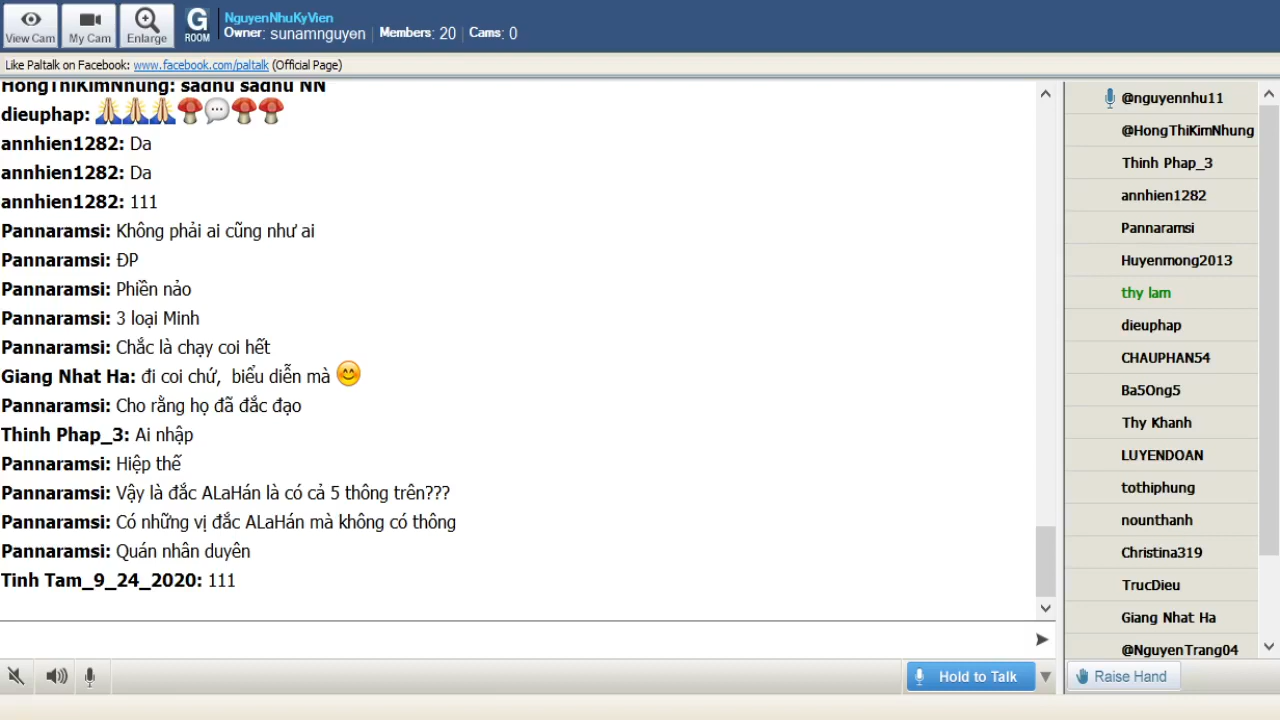 View Cam
My Cam
Enlarge
G
ROOM
NguyenNhuKyVien
Owner: sunamnguyen | Members: 20 | Cams: 0
Like Paltalk on Facebook: www.facebook.com/paltalk (Official Page)
HongThiKimNhung: sadhu sadhu NN
dieuphap: 🙏🙏🙏🍄💬🍄🍄
annhien1282: Da
annhien1282: Da
annhien1282: 111
Pannaramsi: Không phải ai cũng như ai
Pannaramsi: ĐP
Pannaramsi: Phiền nảo
Pannaramsi: 3 loại Minh
Pannaramsi: Chắc là chạy coi hết
Giang Nhat Ha: đi coi chứ, biểu diễn mà 😊
Pannaramsi: Cho rằng họ đã đắc đạo
Thinh Phap_3: Ai nhập
Pannaramsi: Hiệp thế
Pannaramsi: Vậy là đắc ALaHán là có cả 5 thông trên???
Pannaramsi: Có những vị đắc ALaHán mà không có thông
Pannaramsi: Quán nhân duyên
Tinh Tam_9_24_2020: 111
@nguyennhu11
@HongThiKimNhung
Thinh Phap_3
annhien1282
Pannaramsi
Huyenmong2013
thy lam
dieuphap
CHAUPHAN54
Ba5Ong5
Thy Khanh
LUYENDOAN
tothiphung
nounthanh
Christina319
TrucDieu
Giang Nhat Ha
@NguyenTrang04
Hold to Talk
Raise Hand